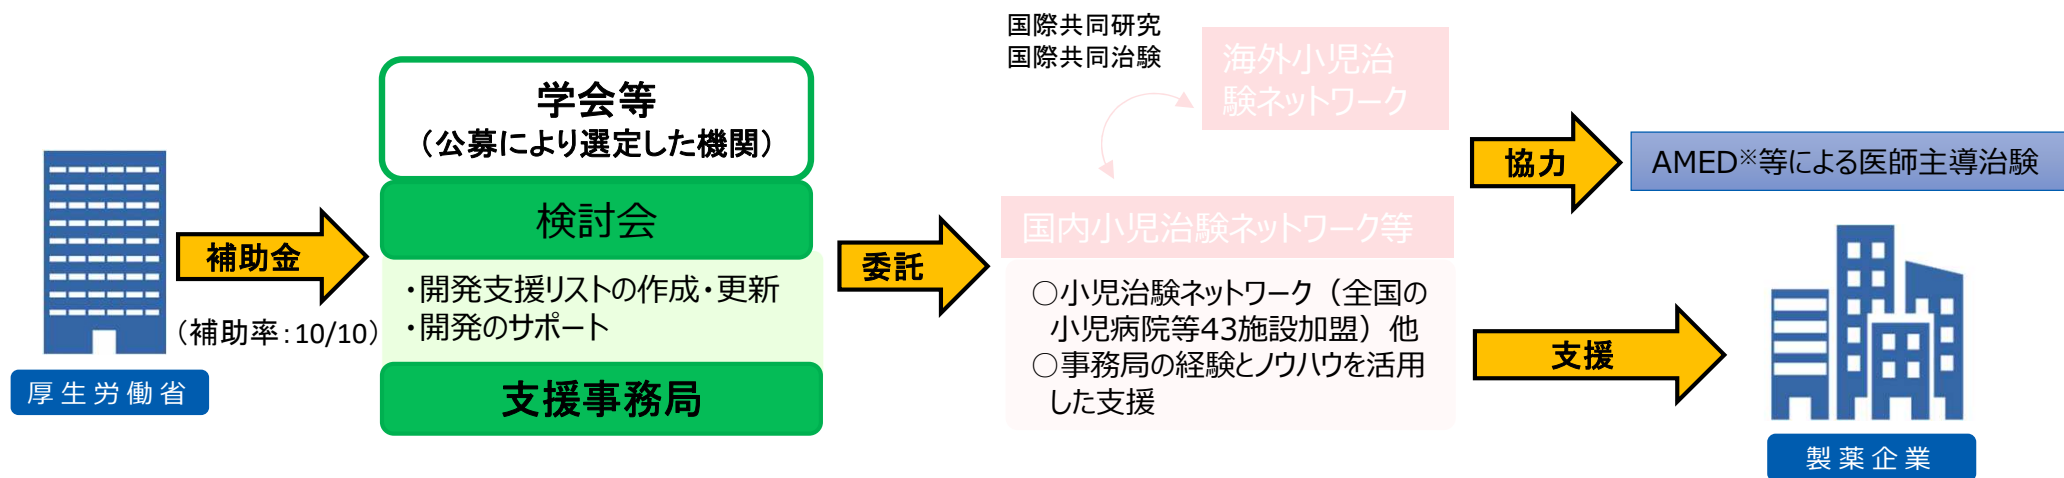 厚生労働省
補助金
（補助率：10/10）
学会等
（公募により選定した機関）
検討会
・開発支援リストの作成・更新
・開発のサポート
支援事務局
委託
国際共同研究
国際共同治験
海外小児治
験ネットワーク
国内小児治験ネットワーク等
○小児治験ネットワーク（全国の
小児病院等43施設加盟）他
○事務局の経験とノウハウを活用
した支援
協力
AMED※等による医師主導治験
支援
製薬企業